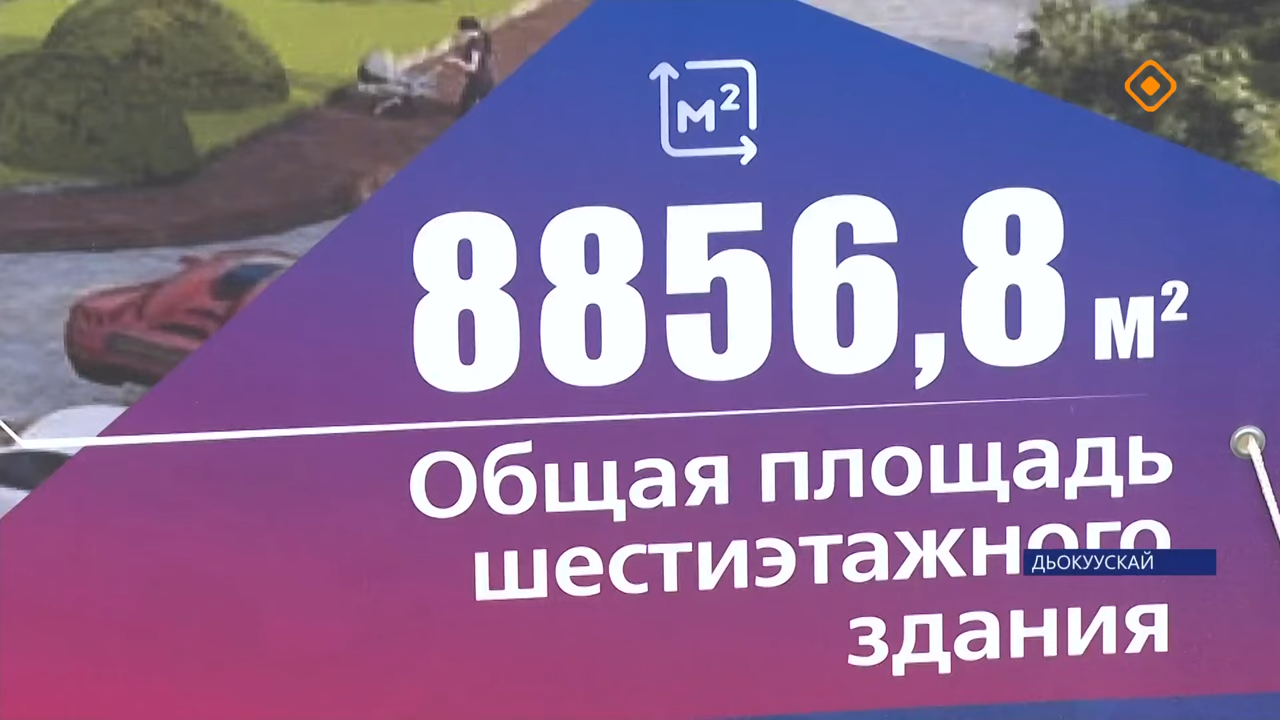 м²
8856,8 м²
Общая площадь
шестиэтажного
ДЬОКУУСКАЙ
здания